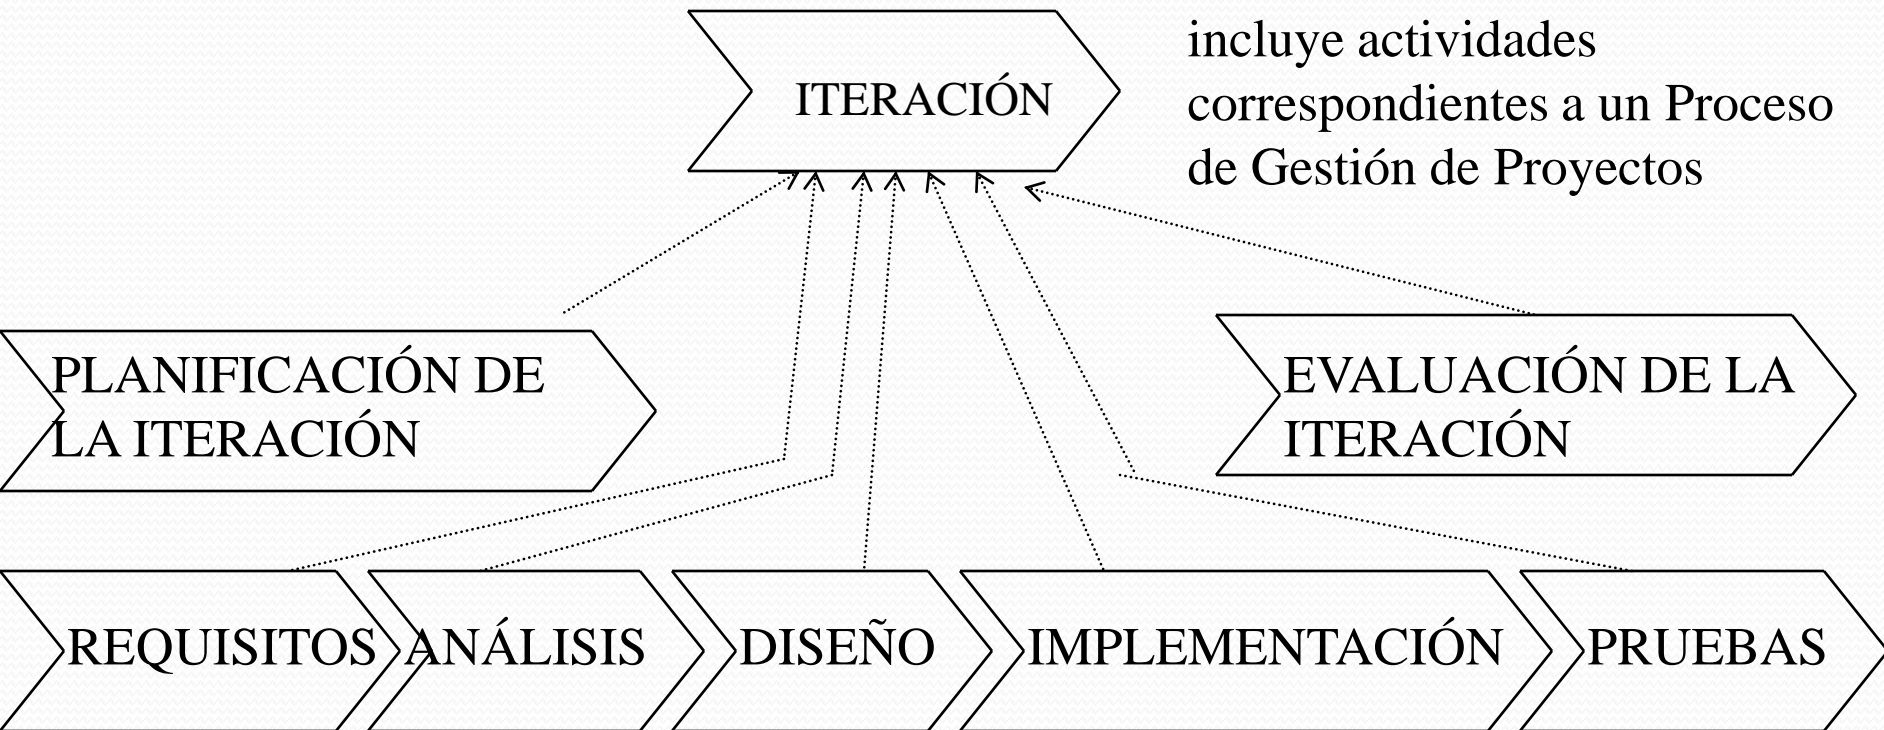 ITERACIÓN
incluye actividades
correspondientes a un Proceso
de Gestión de Proyectos
PLANIFICACIÓN DE
LA ITERACIÓN
EVALUACIÓN DE LA
ITERACIÓN
REQUISITOS
ANÁLISIS
DISEÑO
IMPLEMENTACIÓN
PRUEBAS